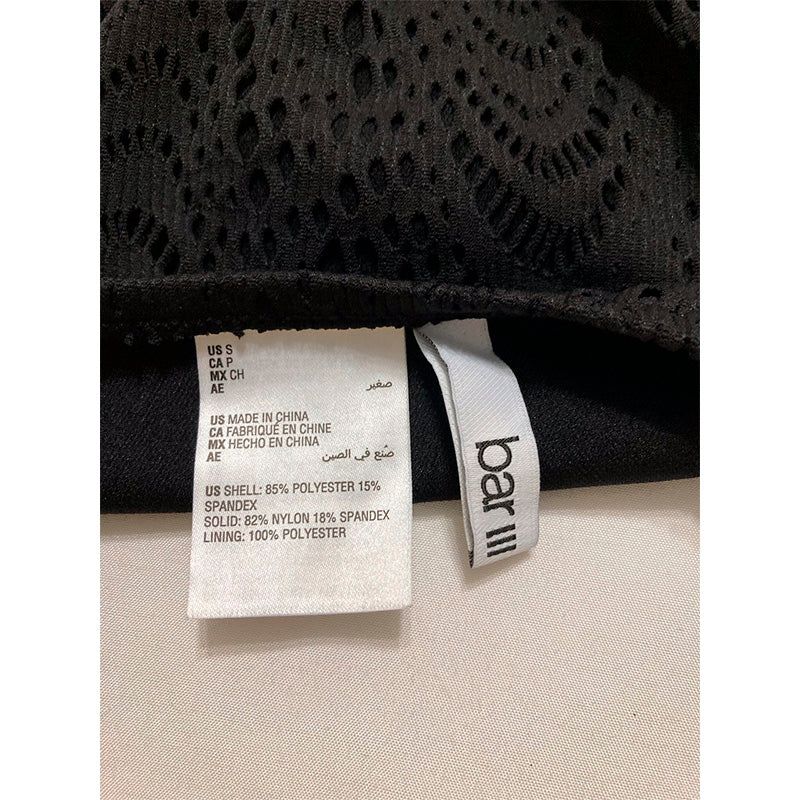 US S
CA P
MX CH
AE صغير
US MADE IN CHINA
CA FABRIQUÉ EN CHINE
MX HECHO EN CHINA
AE صُنع في الصين
US SHELL: 85% POLYESTER 15%
SPANDEX
SOLID: 82% NYLON 18% SPANDEX
LINING: 100% POLYESTER
bar III